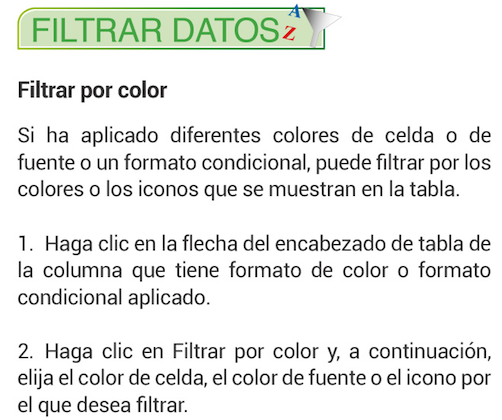 FILTRAR DATOS
A
Z
Filtrar por color
Si ha aplicado diferentes colores de celda o de
fuente o un formato condicional, puede filtrar por los
colores o los iconos que se muestran en la tabla.
1. Haga clic en la flecha del encabezado de tabla de
la columna que tiene formato de color o formato
condicional aplicado.
2. Haga clic en Filtrar por color y, a continuación,
elija el color de celda, el color de fuente o el icono por
el que desea filtrar.